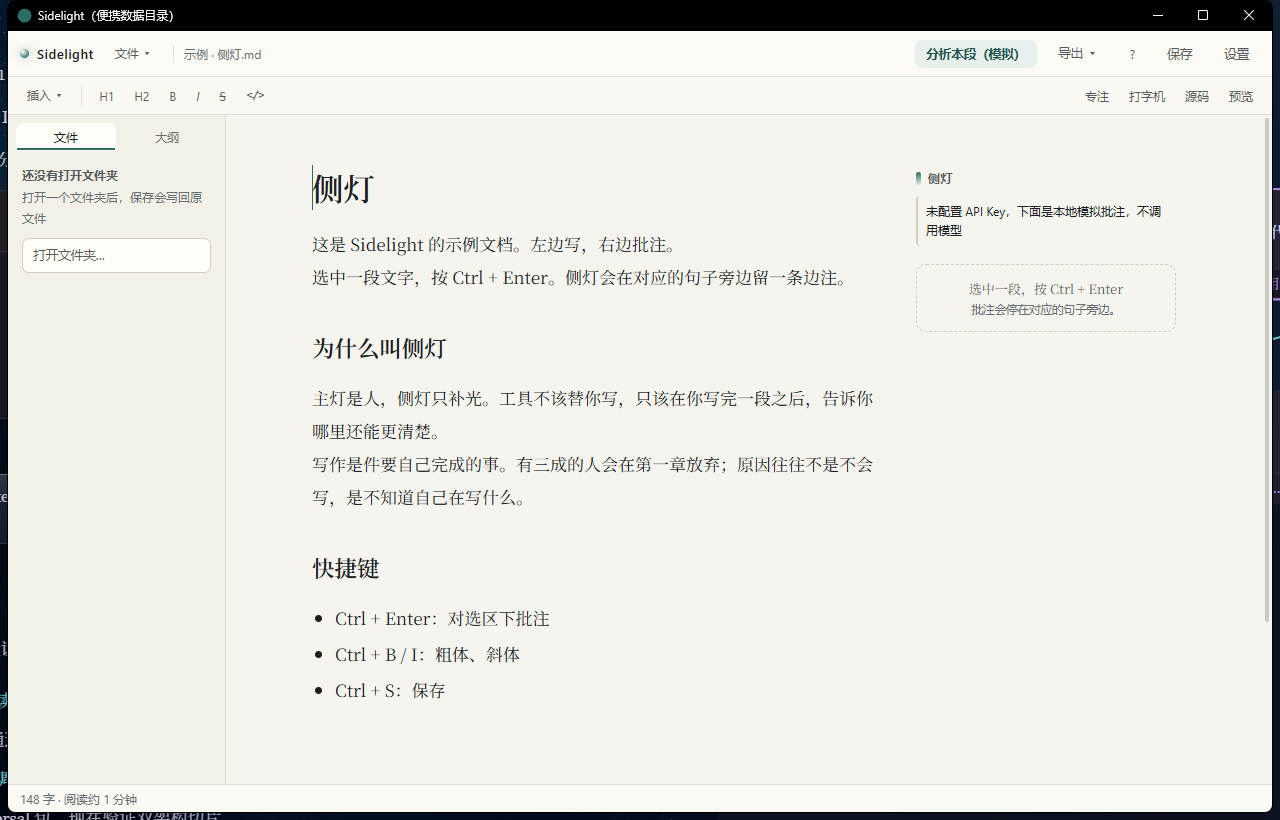 Sidelight（便携数据目录）
Sidelight 文件 示例 · 侧灯.md 分析本段（模拟） 导出 ? 保存 设置
插入 H1 H2 B I S </> 专注 打字机 源码 预览
文件 大纲
还没有打开文件夹
打开一个文件夹后，保存会写回原
文件
打开文件夹...
侧灯
这是 Sidelight 的示例文档。左边写，右边批注。
选中一段文字，按 Ctrl + Enter。侧灯会在对应的句子旁边留一条边注。
为什么叫侧灯
主灯是人，侧灯只补光。工具不该替你写，只该在你写完一段之后，告诉你
哪里还能更清楚。
写作是件要自己完成的事。有三成的人会在第一章放弃；原因往往不是不会
写，是不知道自己在写什么。
快捷键
Ctrl + Enter：对选区下批注
Ctrl + B / I：粗体、斜体
Ctrl + S：保存
侧灯
未配置 API Key，下面是本地模拟批注，不调
用模型
选中一段，按 Ctrl + Enter
批注会停在对应的句子旁边。
148 字 · 阅读约 1 分钟